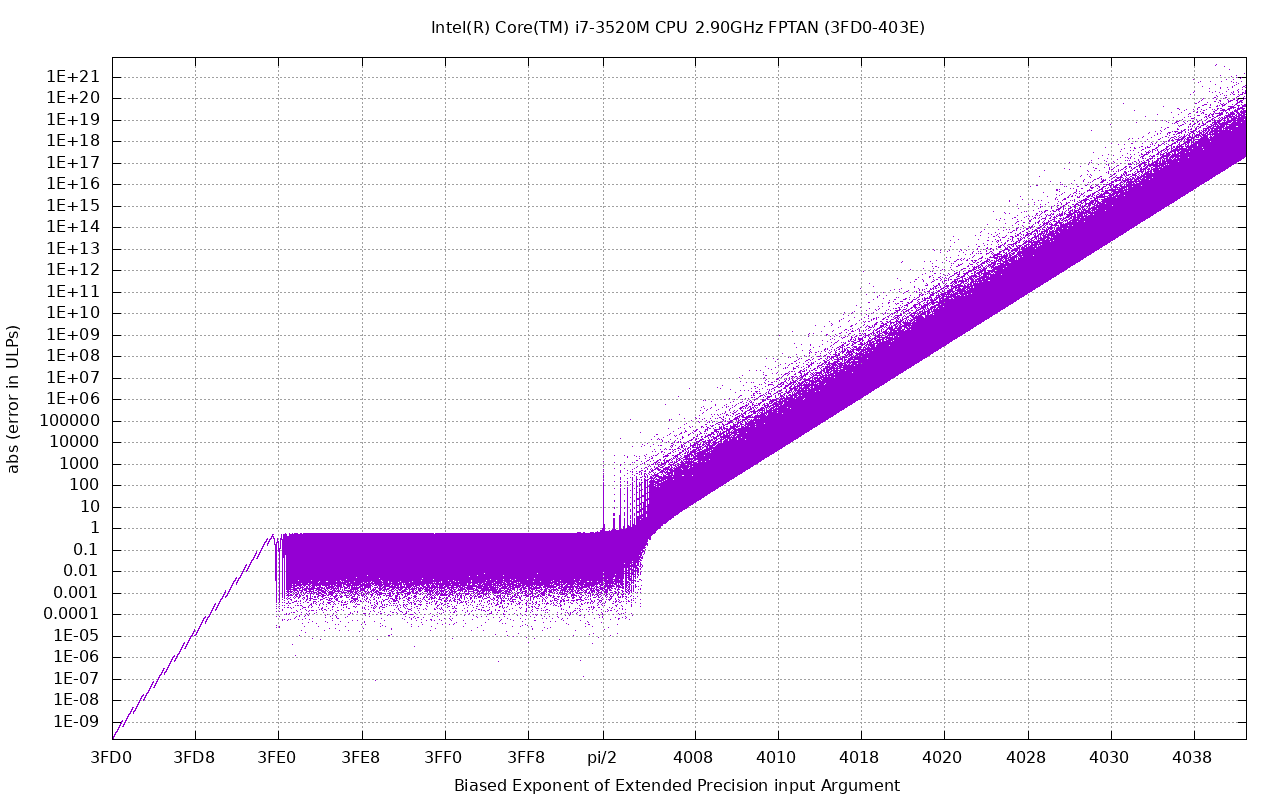 Intel(R) Core(TM) i7-3520M CPU 2.90GHz FPTAN (3FD0-403E)
1E+21
1E+20
1E+19
1E+18
1E+17
1E+16
1E+15
1E+14
1E+13
1E+12
1E+11
1E+10
1E+09
1E+08
1E+07
1E+06
100000
10000
1000
100
10
1
0.1
0.01
0.001
0.0001
1E-05
1E-06
1E-07
1E-08
1E-09
abs (error in ULPs)
3FD0 3FD8 3FE0 3FE8 3FF0 3FF8 pi/2 4008 4010 4018 4020 4028 4030 4038
Biased Exponent of Extended Precision input Argument